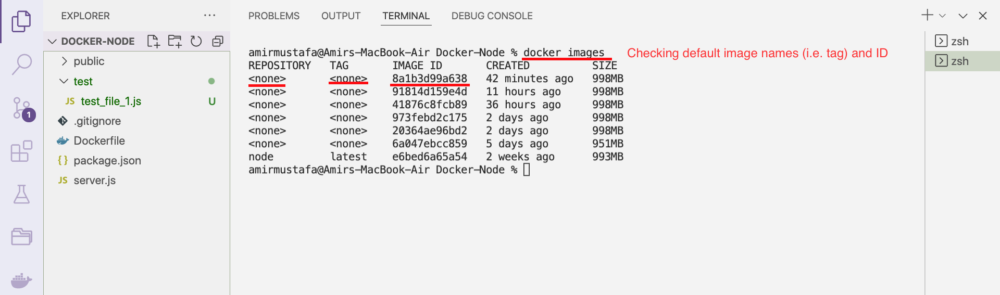 EXPLORER
DOCKER-NODE
public
test
JS test_file_1.js U
.gitignore
Dockerfile
{} package.json
JS server.js
1
PROBLEMS OUTPUT TERMINAL DEBUG CONSOLE
amirmustafa@Amirs-MacBook-Air Docker-Node % docker images Checking default image names (i.e. tag) and ID
REPOSITORY TAG IMAGE ID CREATED SIZE
<none> <none> 8a1b3d99a638 42 minutes ago 998MB
<none> <none> 91814d159e4d 11 hours ago 998MB
<none> <none> 41876c8fcb89 36 hours ago 998MB
<none> <none> 973febd2c175 2 days ago 998MB
<none> <none> 20364ae96bd2 2 days ago 998MB
<none> <none> 6a047ebcc859 5 days ago 951MB
node latest e6bed6a65a54 2 weeks ago 993MB
amirmustafa@Amirs-MacBook-Air Docker-Node %
zsh
zsh